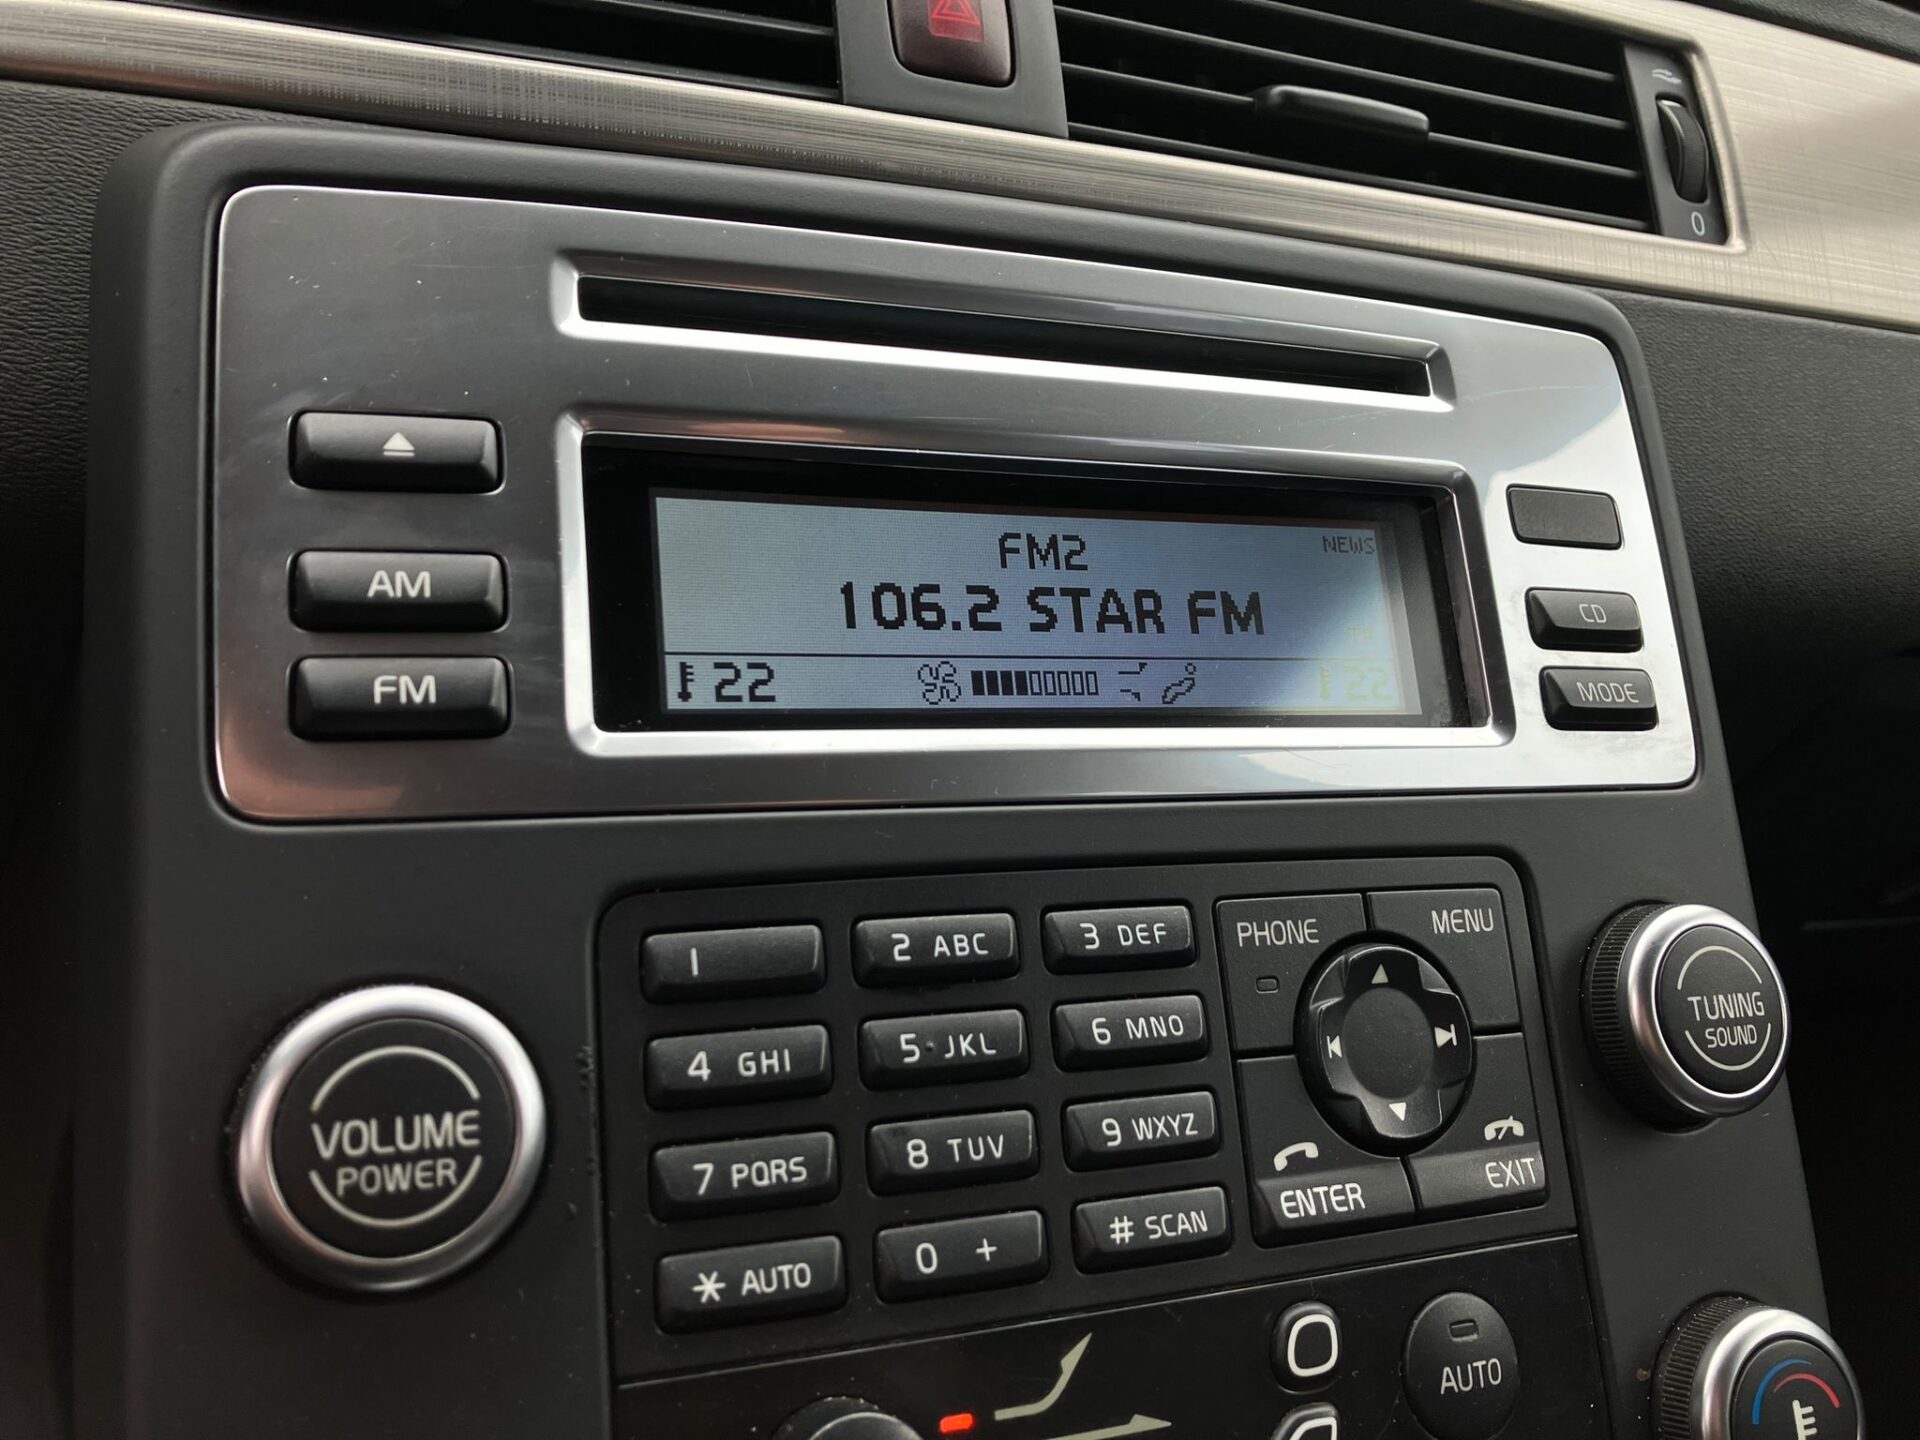 0
FM2
NEWS
106.2 STAR FM
TP
22
22
AM
FM
CD
MODE
1
2 ABC
3 DEF
4 GHI
5 JKL
6 MNO
7 PQRS
8 TUV
9 WXYZ
* AUTO
0 +
# SCAN
PHONE
MENU
ENTER
EXIT
VOLUME
POWER
TUNING
SOUND
AUTO